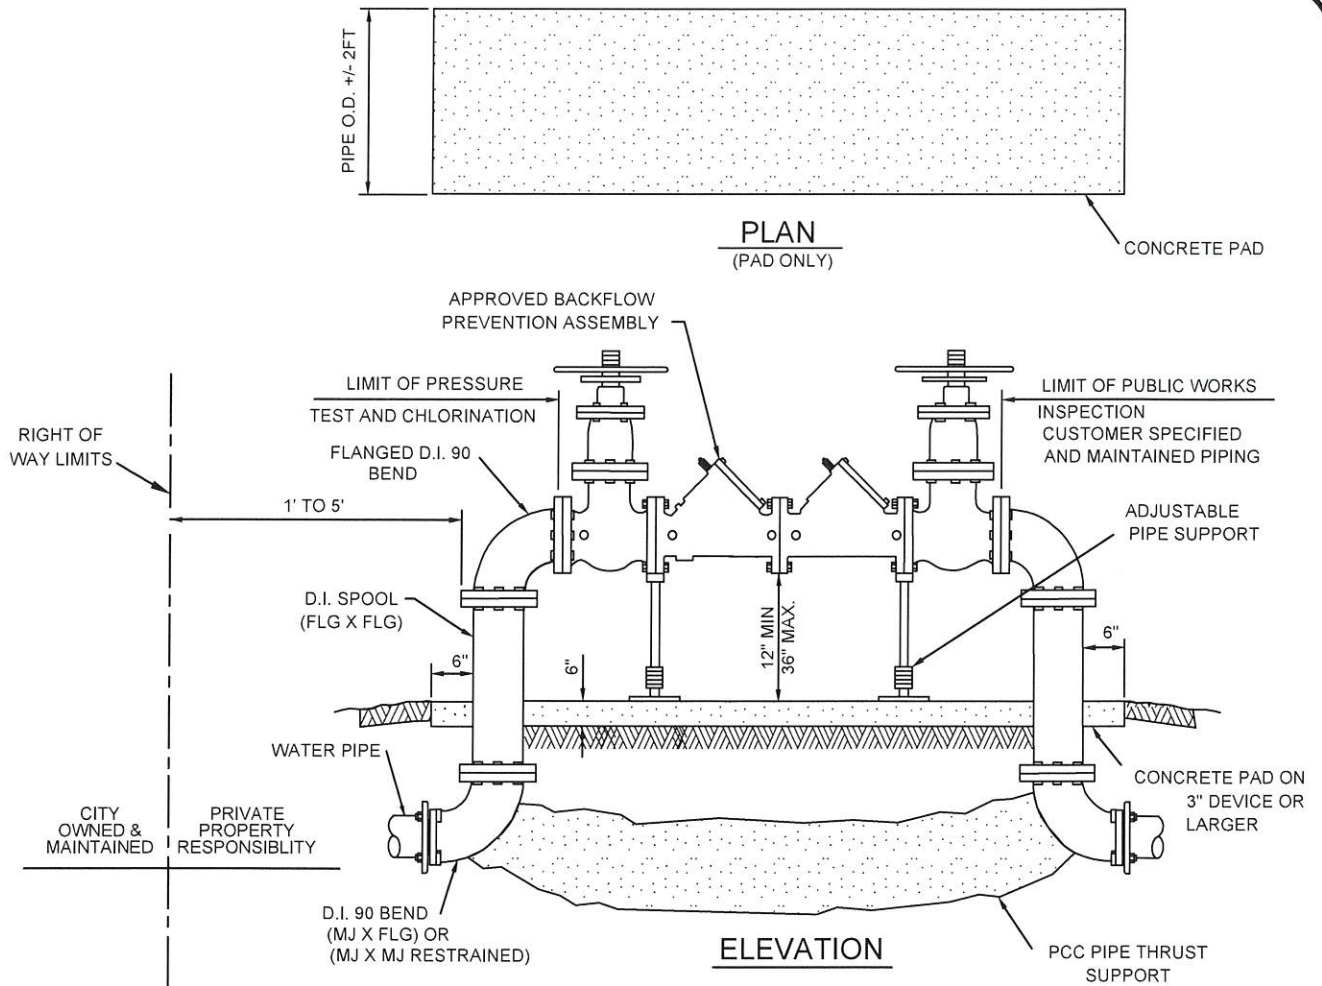 PIPE O.D. +/- 2FT
PLAN
(PAD ONLY)
CONCRETE PAD
APPROVED BACKFLOW
PREVENTION ASSEMBLY
LIMIT OF PRESSURE
TEST AND CHLORINATION
LIMIT OF PUBLIC WORKS
INSPECTION
CUSTOMER SPECIFIED
AND MAINTAINED PIPING
RIGHT OF
WAY LIMITS
FLANGED D.I. 90
BEND
1' TO 5'
ADJUSTABLE
PIPE SUPPORT
D.I. SPOOL
(FLG X FLG)
6"
6"
12" MIN
36" MAX.
6"
WATER PIPE
CONCRETE PAD ON
3" DEVICE OR
LARGER
CITY
OWNED &
MAINTAINED
PRIVATE
PROPERTY
RESPONSIBLITY
D.I. 90 BEND
(MJ X FLG) OR
(MJ X MJ RESTRAINED)
ELEVATION
PCC PIPE THRUST
SUPPORT